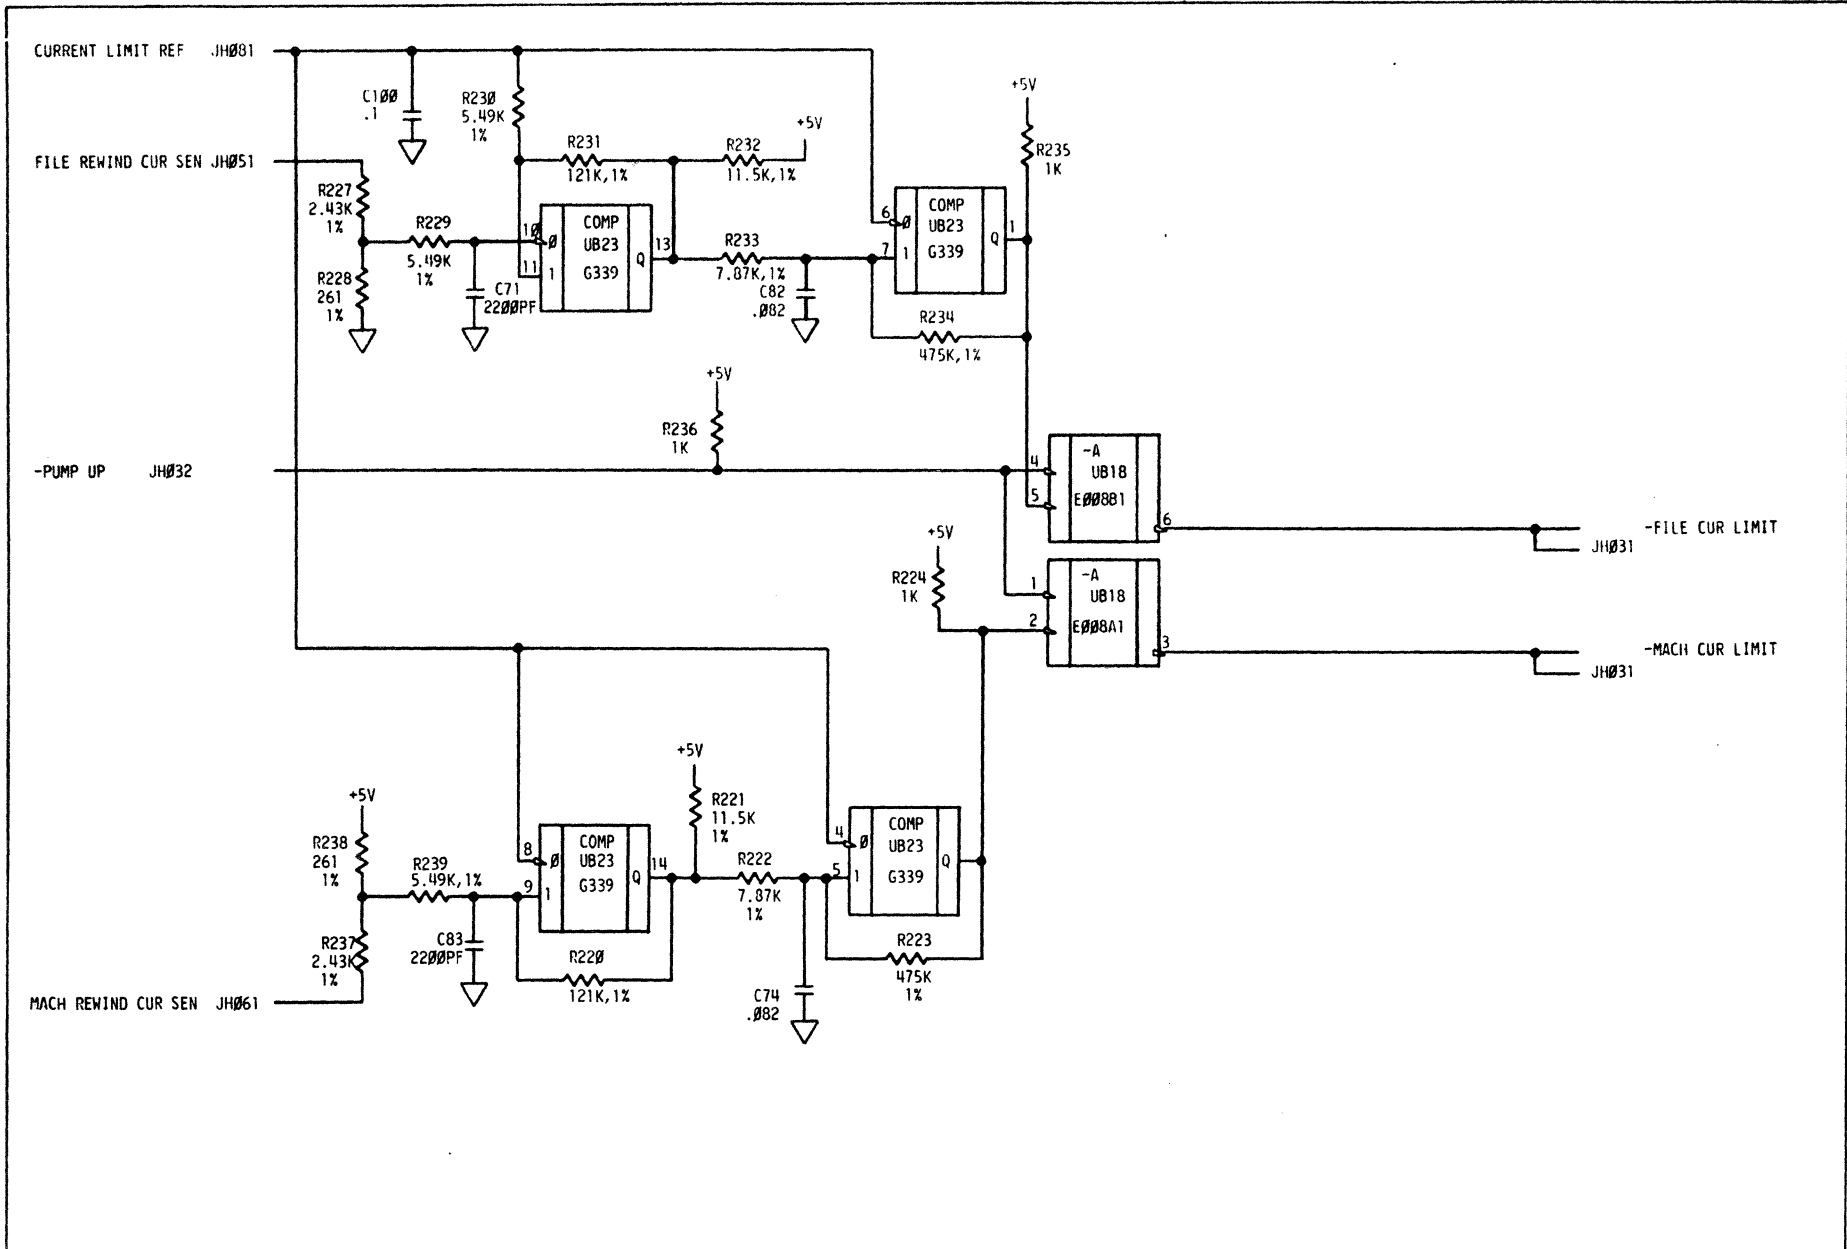 CURRENT LIMIT REF JHØ81
C1ØØ
.1
R23Ø
5.49K
1%
+5V
R235
1K
FILE REWIND CUR SEN JHØ51
R231
121K,1%
R232
11.5K,1%
+5V
R227
2.43K
1%
R229
5.49K
1%
R228
261
1%
C71
22ØØPF
10
11
Ø
1
COMP
UB23
G339
Q
13
R233
7.87K,1%
C82
.Ø82
6
7
Ø
1
COMP
UB23
G339
Q
1
R234
475K,1%
+5V
R236
1K
-PUMP UP JHØ32
4
5
-A
UB18
EØØ8B1
6
-FILE CUR LIMIT
JHØ31
+5V
R224
1K
1
2
-A
UB18
EØØ8A1
3
-MACH CUR LIMIT
JHØ31
+5V
R221
11.5K
1%
+5V
R238
261
1%
R239
5.49K,1%
8
9
Ø
1
COMP
UB23
G339
Q
14
R222
7.87K
1%
4
5
Ø
1
COMP
UB23
G339
Q
R237
2.43K
1%
C83
22ØØPF
R22Ø
121K,1%
R223
475K
1%
C74
.Ø82
MACH REWIND CUR SEN JHØ61